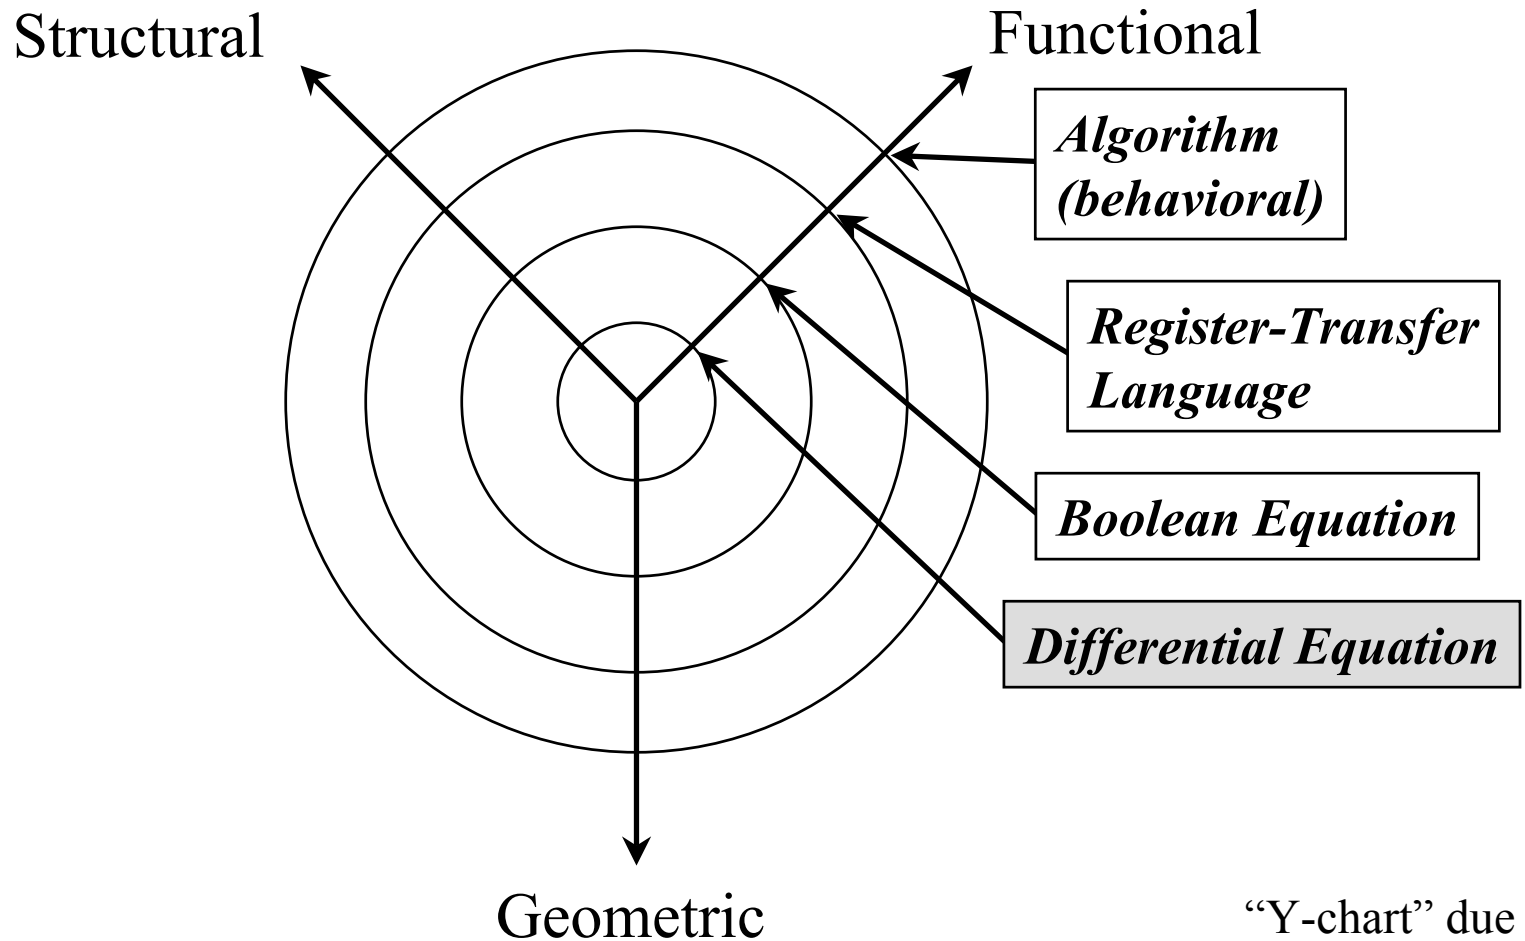 Structural
Functional
Algorithm
(behavioral)
Register-Transfer
Language
Boolean Equation
Differential Equation
Geometric
“Y-chart” due